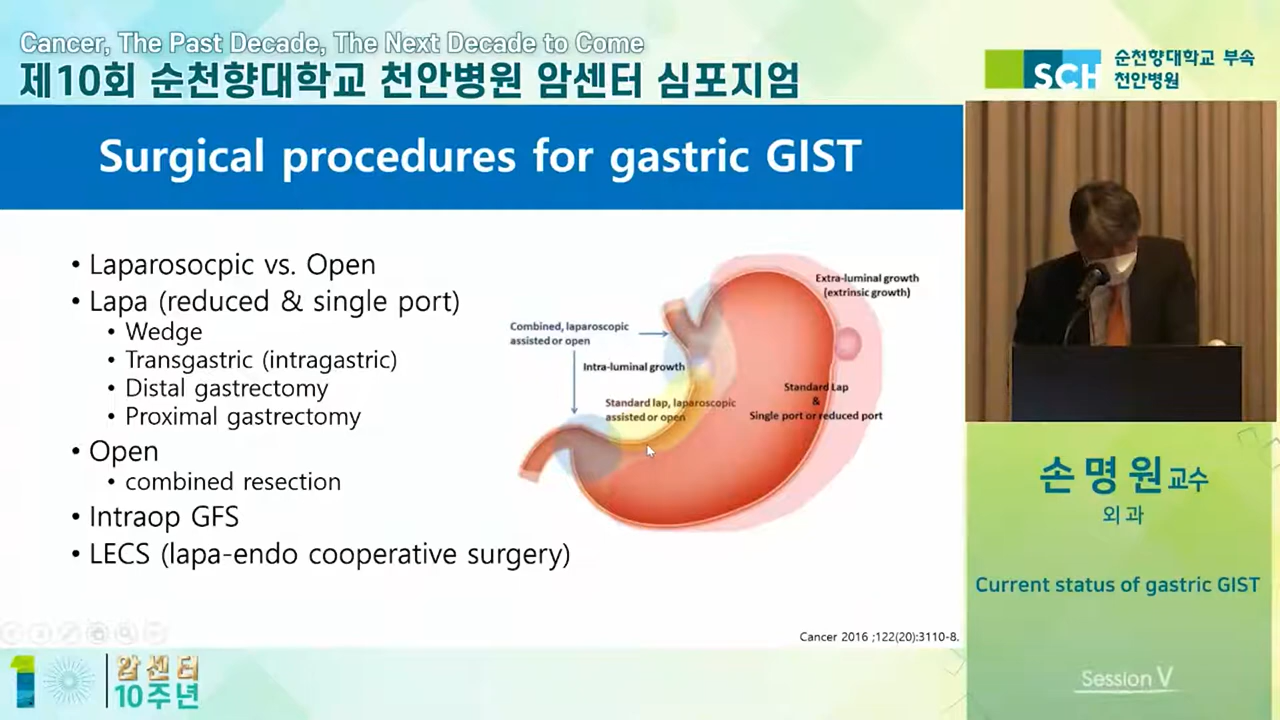 Cancer, The Past Decade, The Next Decade to Come
제10회 순천향대학교 천안병원 암센터 심포지엄
SCH
순천향대학교 부속
천안병원
Surgical procedures for gastric GIST
• Laparosocpic vs. Open
• Lapa (reduced & single port)
• Wedge
• Transgastric (intragastric)
• Distal gastrectomy
• Proximal gastrectomy
• Open
• combined resection
• Intraop GFS
• LECS (lapa-endo cooperative surgery)
Extra-luminal growth
(extrinsic growth)
Combined, laparoscopic
assisted or open
Intra-luminal growth
Standard lap, laparoscopic
assisted or open
Standard Lap
&
Single port or reduced port
Cancer 2016 ;122(20):3110-8.
손명원교수
외과
Current status of gastric GIST
Session V
암센터
10주년